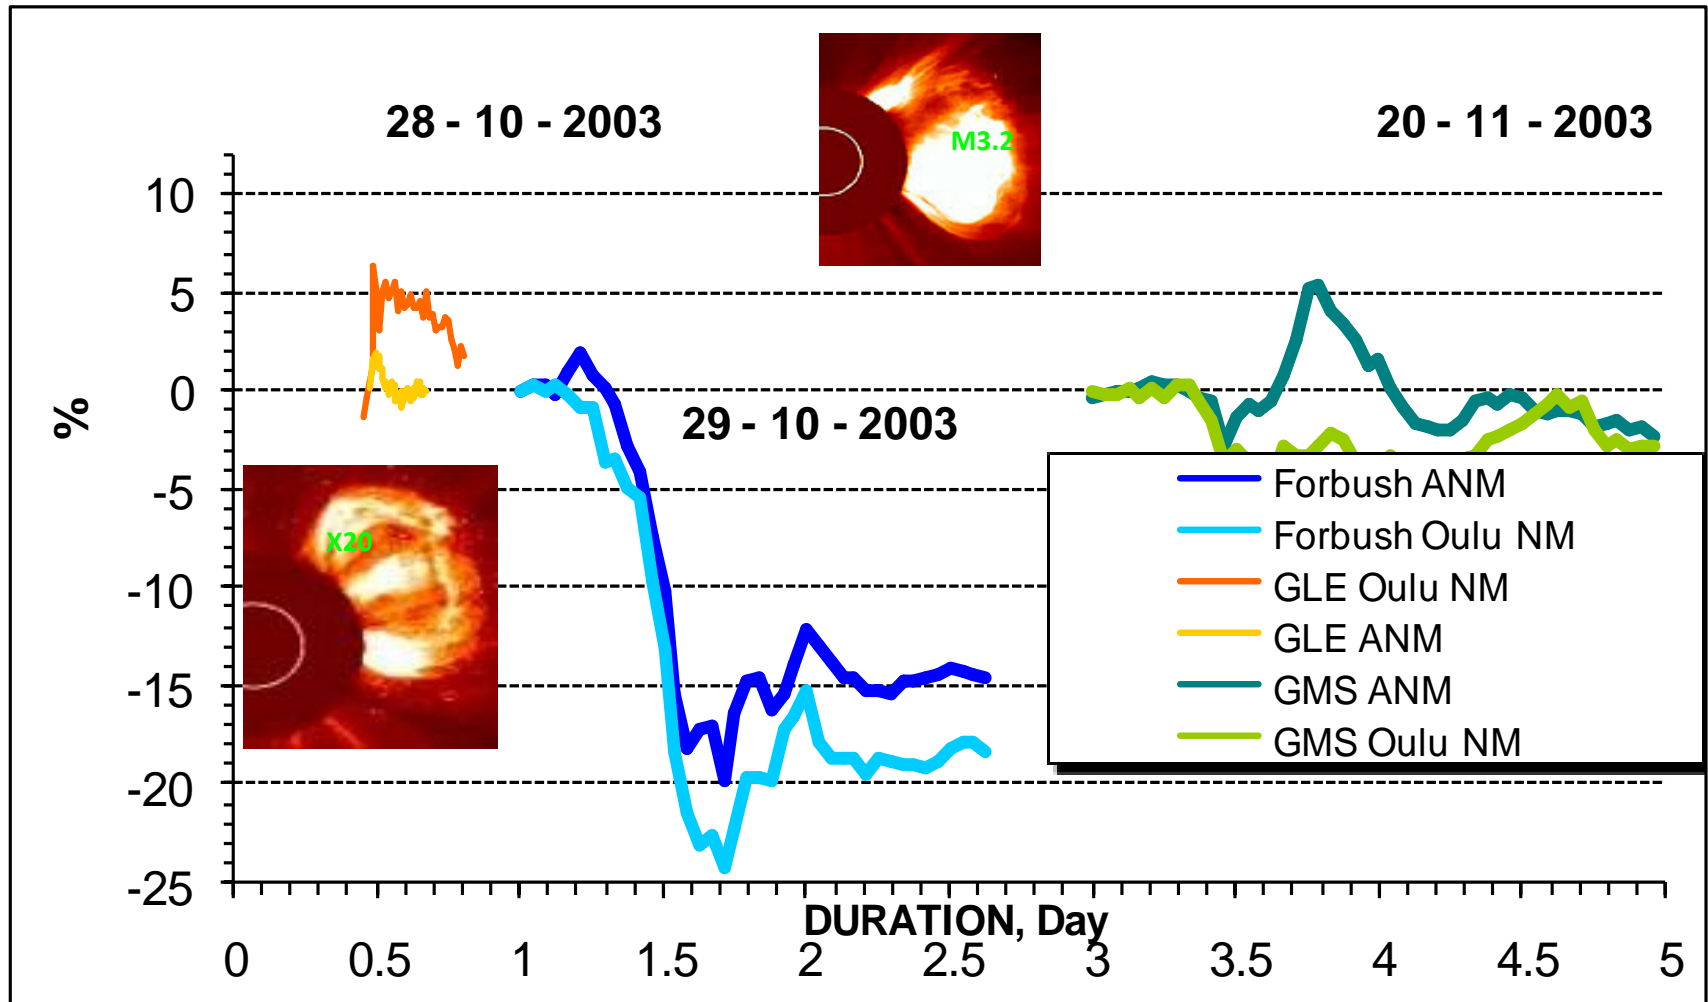 28 - 10 - 2003
M3.2
20 - 11 - 2003
10
5
0
-5
-10
-15
-20
-25
%
29 - 10 - 2003
X20
Forbush ANM
Forbush Oulu NM
GLE Oulu NM
GLE ANM
GMS ANM
GMS Oulu NM
DURATION, Day
0 0.5 1 1.5 2 2.5 3 3.5 4 4.5 5